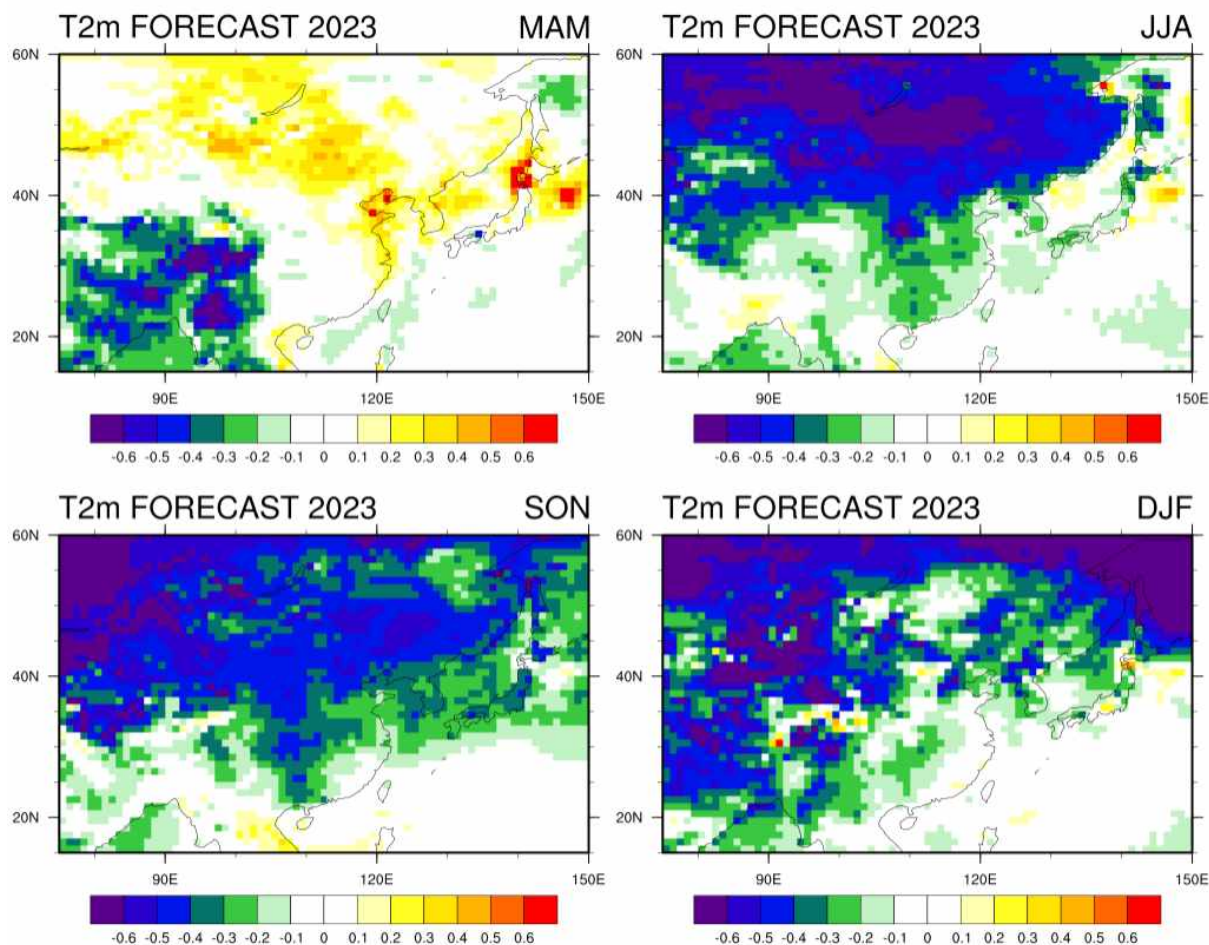 T2m FORECAST 2023 MAM
60N
40N
20N
90E 120E 150E
-0.6 -0.5 -0.4 -0.3 -0.2 -0.1 0 0.1 0.2 0.3 0.4 0.5 0.6
T2m FORECAST 2023 JJA
60N
40N
20N
90E 120E 150E
-0.6 -0.5 -0.4 -0.3 -0.2 -0.1 0 0.1 0.2 0.3 0.4 0.5 0.6
T2m FORECAST 2023 SON
60N
40N
20N
90E 120E 150E
-0.6 -0.5 -0.4 -0.3 -0.2 -0.1 0 0.1 0.2 0.3 0.4 0.5 0.6
T2m FORECAST 2023 DJF
60N
40N
20N
90E 120E 150E
-0.6 -0.5 -0.4 -0.3 -0.2 -0.1 0 0.1 0.2 0.3 0.4 0.5 0.6